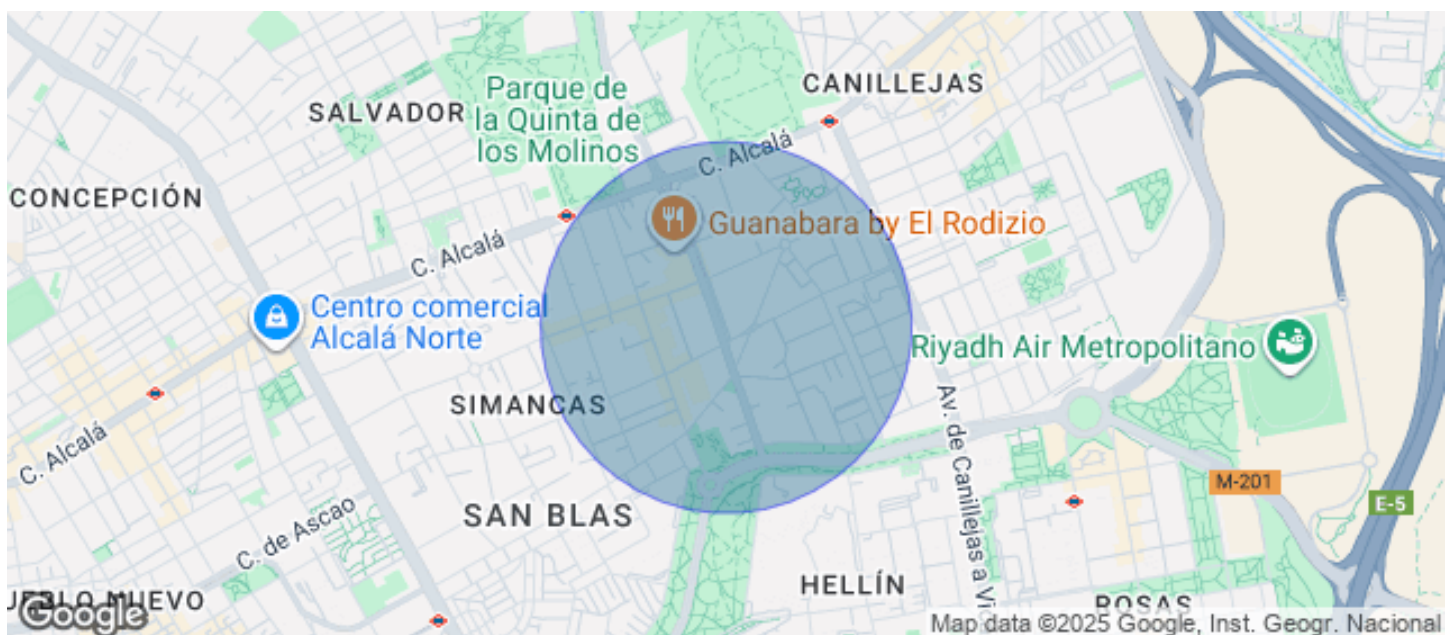 CANILLEJAS
SALVADOR
Parque de
la Quinta de
los Molinos
C. Alcalá
CONCEPCIÓN
Guanabara by El Rodizio
C. Alcalá
Centro comercial
Alcalá Norte
Riyadh Air Metropolitano
SIMANCAS
C. Alcalá
Av. de Canillejas a Vi
M-201
E-5
SAN BLAS
C. de Ascao
HELLÍN
ROSAS
UEBLO NUEVO
Google
Map data ©2025 Google, Inst. Geogr. Nacional